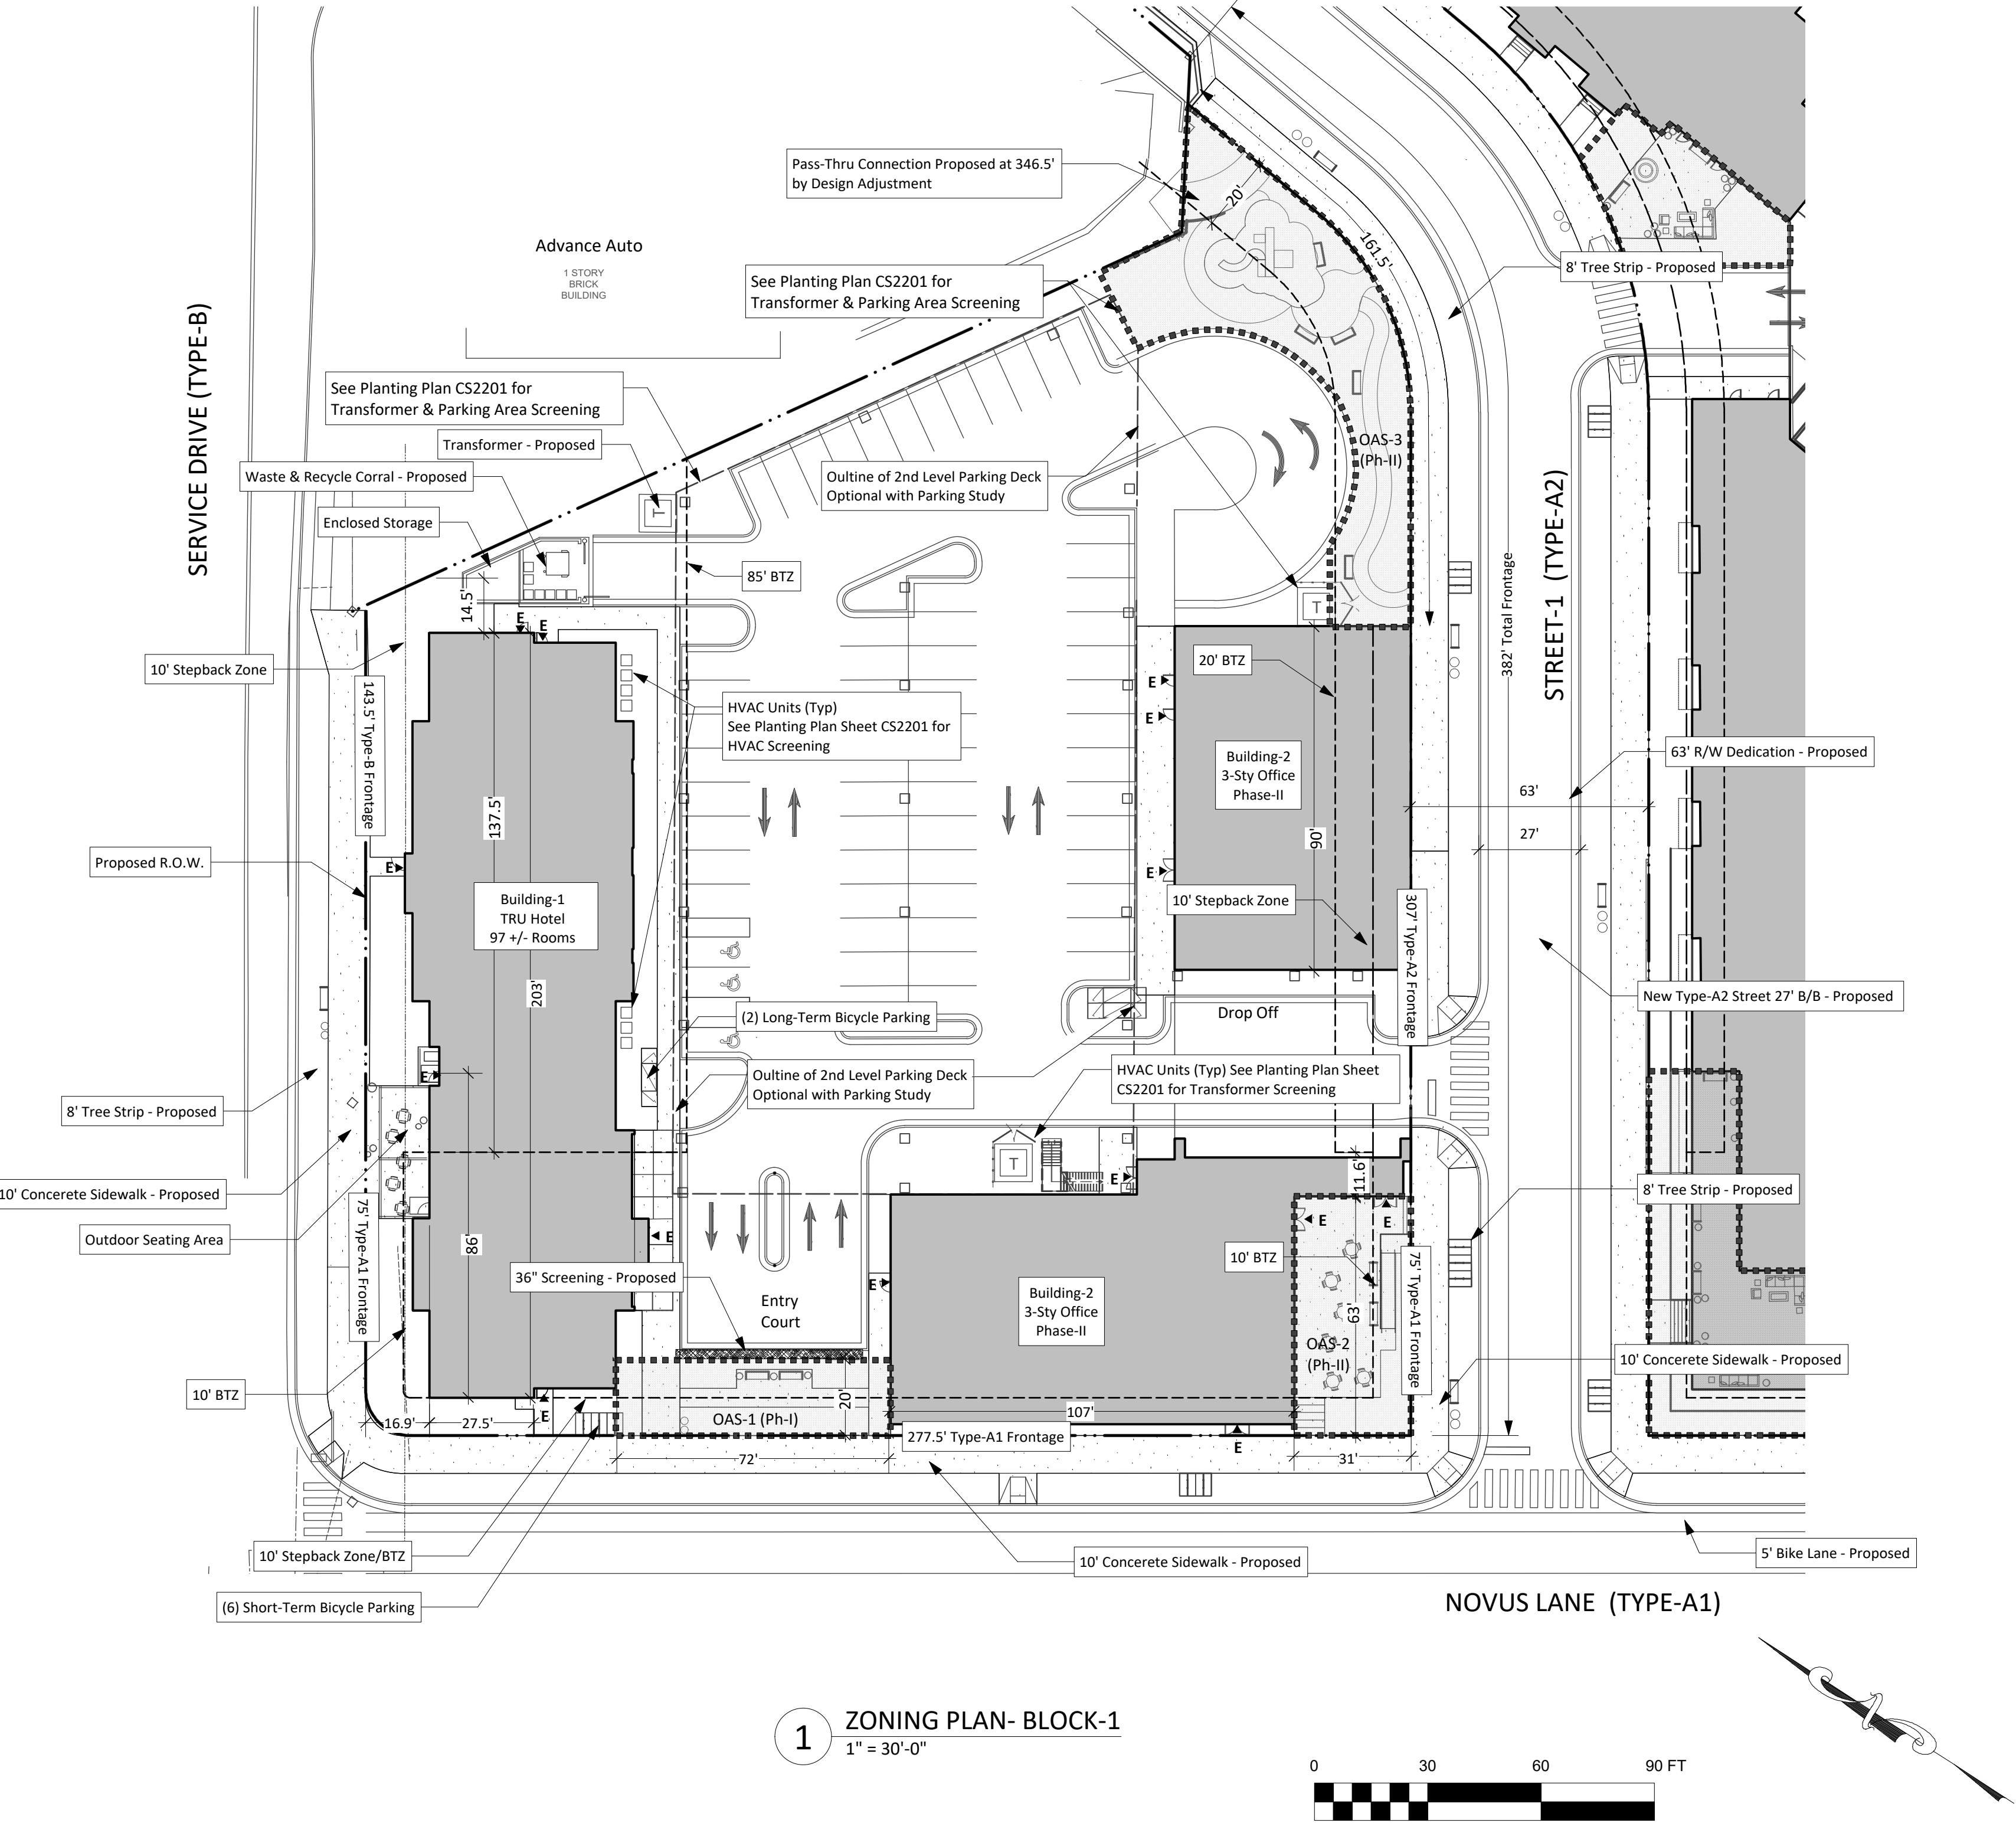 Pass-Thru Connection Proposed at 346.5'
by Design Adjustment
20'
161.5'
Advance Auto
1 STORY
BRICK
BUILDING
See Planting Plan CS2201 for
Transformer & Parking Area Screening
8' Tree Strip - Proposed
SERVICE DRIVE (TYPE-B)
See Planting Plan CS2201 for
Transformer & Parking Area Screening
Transformer - Proposed
Waste & Recycle Corral - Proposed
Enclosed Storage
T
Oultine of 2nd Level Parking Deck
Optional with Parking Study
OAS-3
(Ph-II)
STREET-1 (TYPE-A2)
85' BTZ
14.5'
E
E
T
382' Total Frontage
10' Stepback Zone
143.5' Type-B Frontage
20' BTZ
E
E
HVAC Units (Typ)
See Planting Plan Sheet CS2201 for
HVAC Screening
Building-2
3-Sty Office
Phase-II
63' R/W Dedication - Proposed
63'
27'
137.5'
90'
Proposed R.O.W.
E
E
Building-1
TRU Hotel
97 +/- Rooms
10' Stepback Zone
307' Type-A2 Frontage
203'
New Type-A2 Street 27' B/B - Proposed
(2) Long-Term Bicycle Parking
Drop Off
E
Oultine of 2nd Level Parking Deck
Optional with Parking Study
HVAC Units (Typ) See Planting Plan Sheet
CS2201 for Transformer Screening
8' Tree Strip - Proposed
T
E
11.6'
10' Concerete Sidewalk - Proposed
8' Tree Strip - Proposed
Outdoor Seating Area
75' Type-A1 Frontage
86'
E
E
E
10' BTZ
36" Screening - Proposed
E
Entry
Court
Building-2
3-Sty Office
Phase-II
63'
75' Type-A1 Frontage
OAS-2
(Ph-II)
10' Concerete Sidewalk - Proposed
10' BTZ
16.9'
27.5'
E
OAS-1 (Ph-I)
20'
107'
277.5' Type-A1 Frontage
E
72'
31'
10' Stepback Zone/BTZ
10' Concerete Sidewalk - Proposed
5' Bike Lane - Proposed
(6) Short-Term Bicycle Parking
NOVUS LANE (TYPE-A1)
1
ZONING PLAN- BLOCK-1
1" = 30'-0"
0 30 60 90 FT